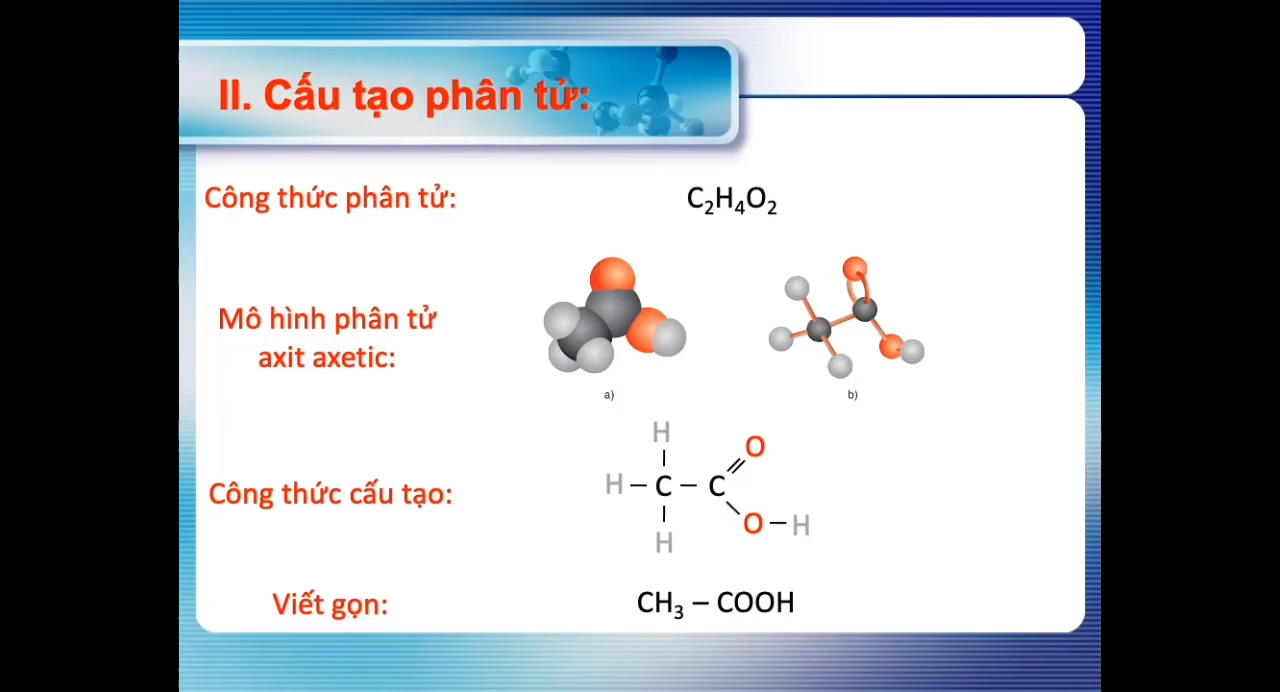 II. Cấu tạo phân tử:
Công thức phân tử: C₂H₄O₂
Mô hình phân tử
axit axetic:
a) b)
H
O
H – C – C
Công thức cấu tạo:
O – H
H
Viết gọn: CH₃ – COOH